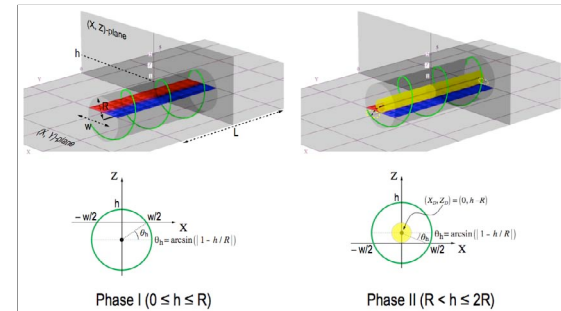 (X, Z)-plane
h
R
w
(X, Y)-plane
L
Z
h
− w/2
w/2
X
θh
θh = arcsin(|1 − h / R|)
Phase I (0 ≤ h ≤ R)
Z
h
(X₀, Z₀) = (0, h − R)
θh
θh = arcsin(|1 − h / R|)
− w/2
w/2
X
Phase II (R < h ≤ 2R)